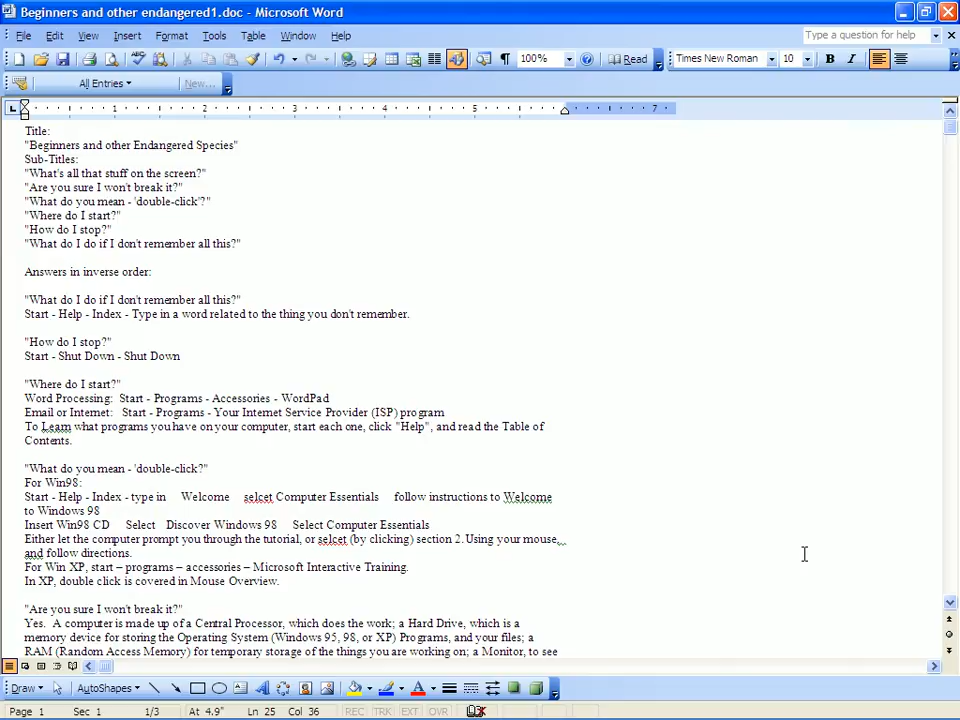 Beginners and other endangered1.doc - Microsoft Word
File Edit View Insert Format Tools Table Window Help Type a question for help
100% Read Times New Roman 10 B I
All Entries New...
1 2 3 4 5 7
Title:
"Beginners and other Endangered Species"
Sub-Titles:
"What's all that stuff on the screen?"
"Are you sure I won't break it?"
"What do you mean - 'double-click'?"
"Where do I start?"
"How do I stop?"
"What do I do if I don't remember all this?"
Answers in inverse order:
"What do I do if I don't remember all this?"
Start - Help - Index - Type in a word related to the thing you don't remember.
"How do I stop?"
Start - Shut Down - Shut Down
"Where do I start?"
Word Processing:  Start - Programs - Accessories - WordPad
Email or Internet:   Start - Programs - Your Internet Service Provider (ISP) program
To Learn what programs you have on your computer, start each one, click "Help", and read the Table of
Contents.
"What do you mean - 'double-click?"
For Win98:
Start - Help - Index - type in     Welcome     selcet Computer Essentials     follow instructions to Welcome
to Windows 98
Insert Win98 CD     Select   Discover Windows 98     Select Computer Essentials
Either let the computer prompt you through the tutorial, or selcet (by clicking) section 2.Using your mouse,
and follow directions.
For Win XP, start – programs – accessories – Microsoft Interactive Training.
In XP, double click is covered in Mouse Overview.
"Are you sure I won't break it?"
Yes.  A computer is made up of a Central Processor, which does the work; a Hard Drive, which is a
memory device for storing the Operating System (Windows 95, 98, or XP) Programs, and your files; a
RAM (Random Access Memory) for temporary storage of the things you are working on; a Monitor, to see
Draw AutoShapes A
Page 1 Sec 1 1/3 At 4.9" Ln 25 Col 36 REC TRK EXT OVR